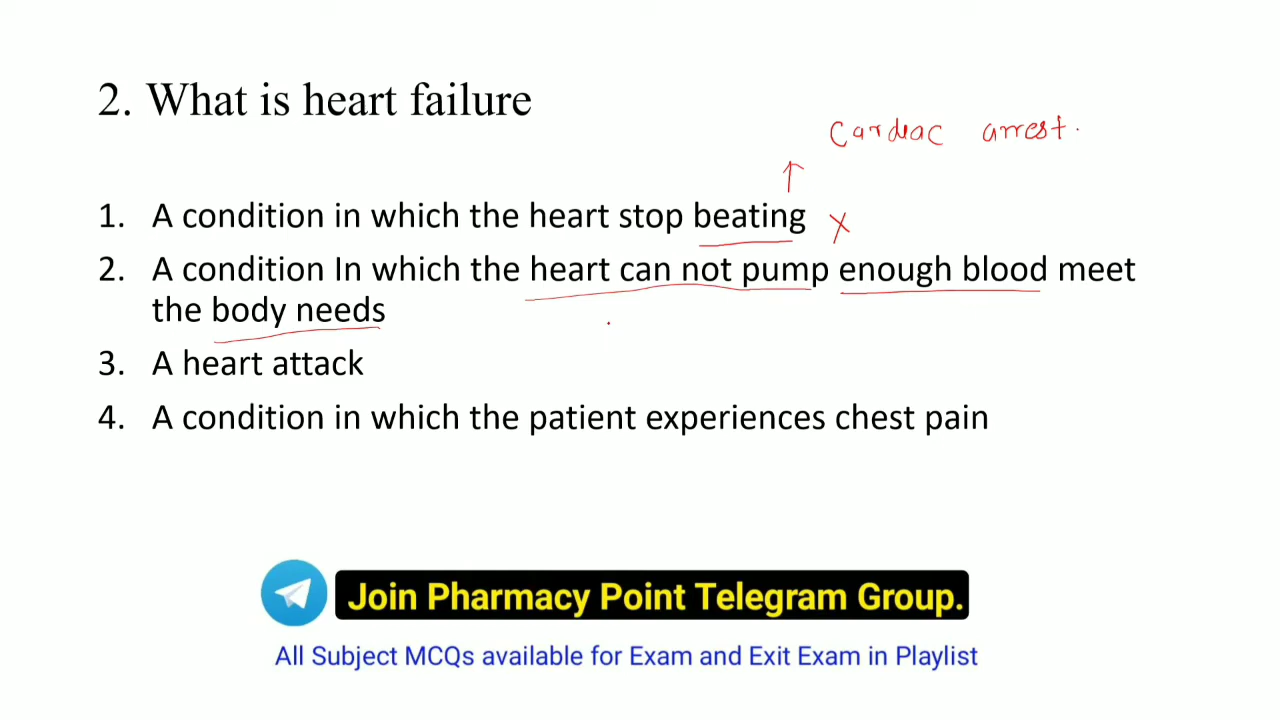 2. What is heart failure
Cardiac arrest.
1. A condition in which the heart stop beating X
2. A condition In which the heart can not pump enough blood meet
the body needs
3. A heart attack
4. A condition in which the patient experiences chest pain
Join Pharmacy Point Telegram Group.
All Subject MCQs available for Exam and Exit Exam in Playlist